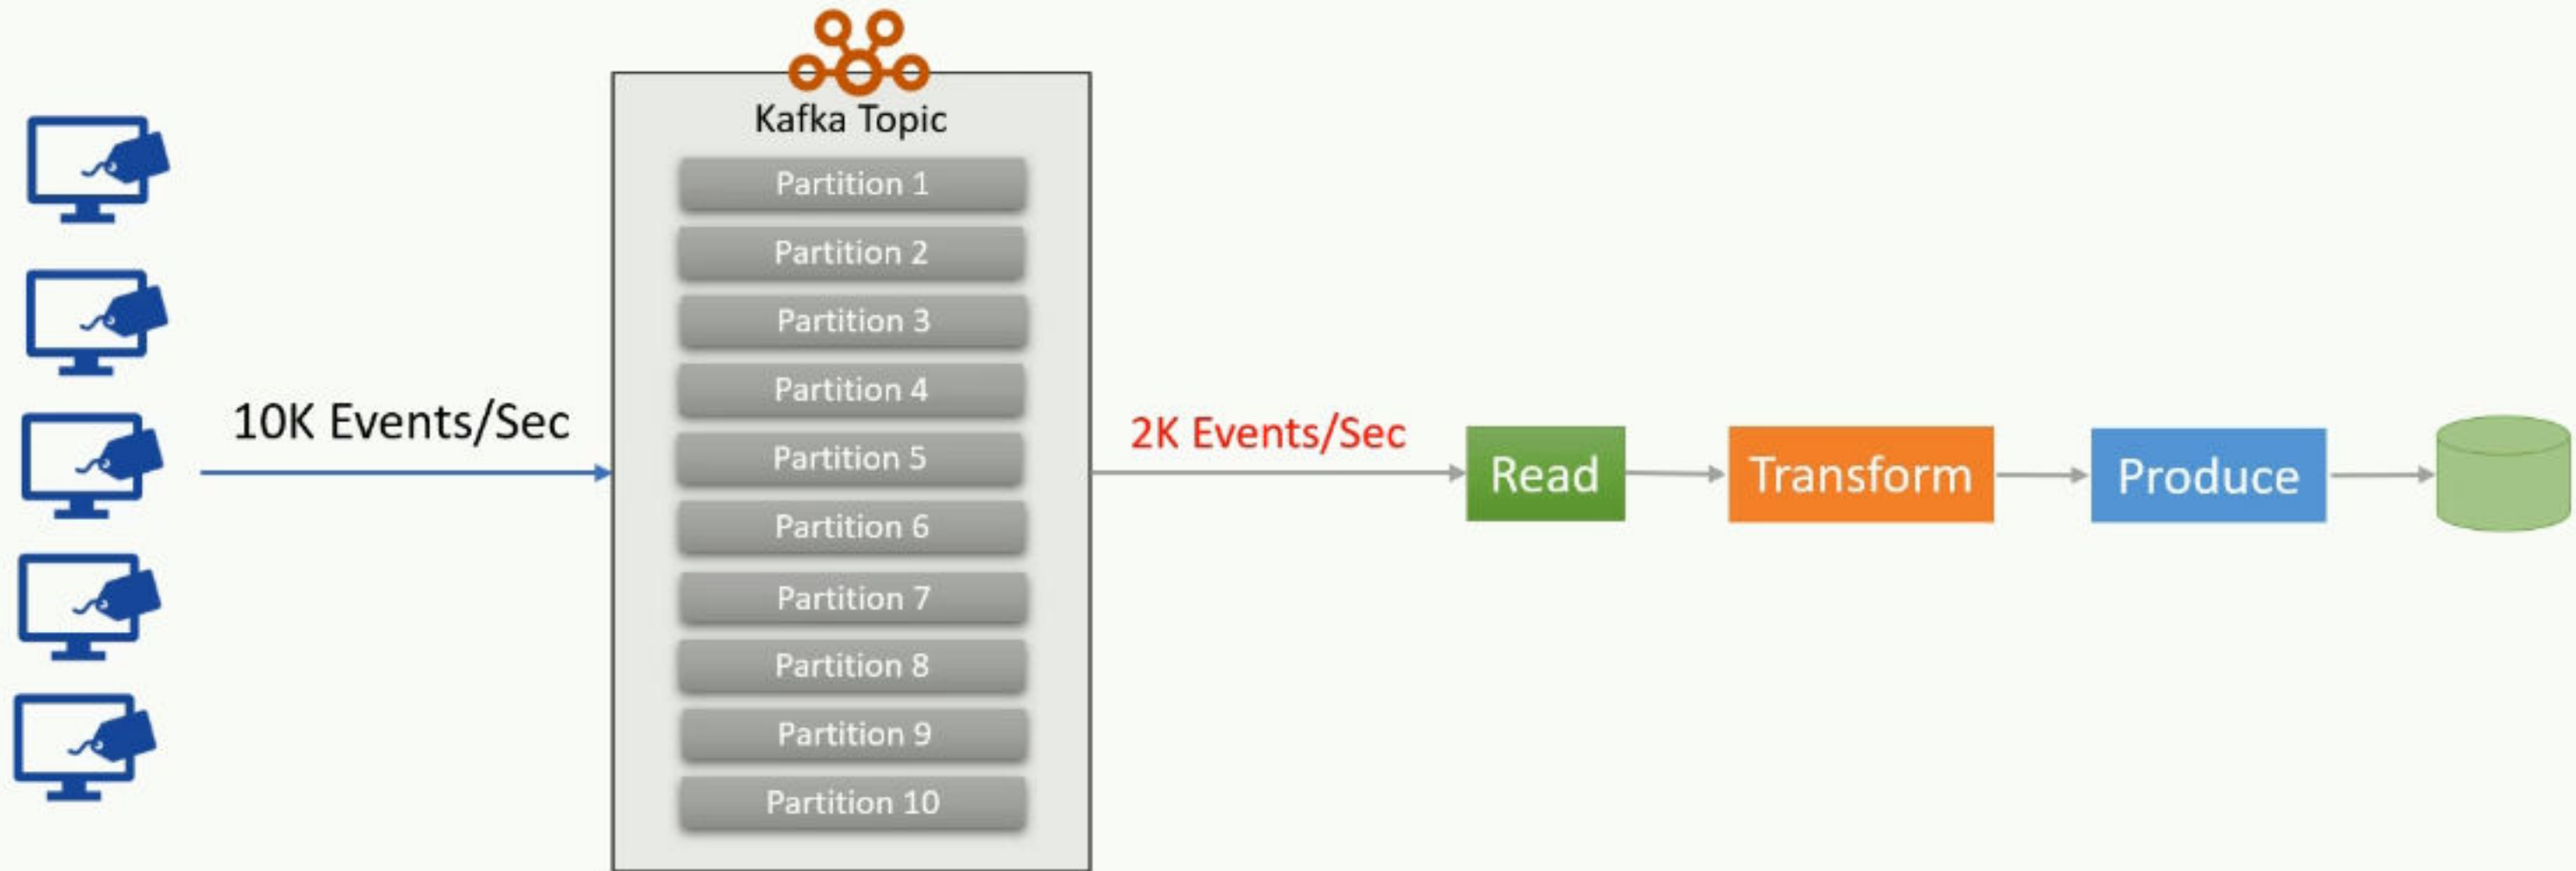 Kafka Topic
Partition 1
Partition 2
Partition 3
Partition 4
Partition 5
Partition 6
Partition 7
Partition 8
Partition 9
Partition 10
10K Events/Sec
2K Events/Sec
Read
Transform
Produce